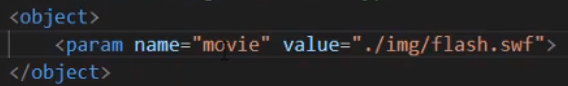 <object>
<param name="movie" value="./img/flash.swf">
</object>